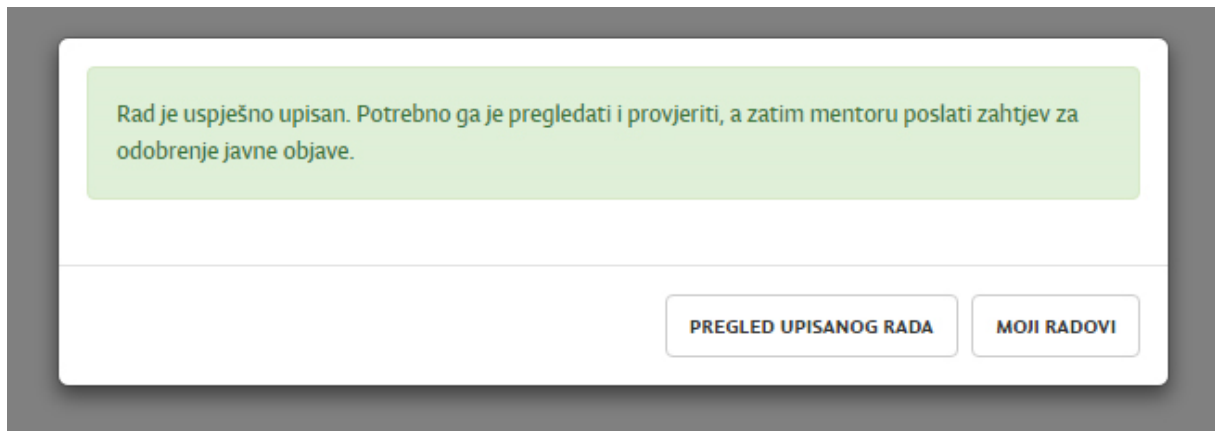 Rad je uspješno upisan. Potrebno ga je pregledati i provjeriti, a zatim mentoru poslati zahtjev za
odobrenje javne objave.
PREGLED UPISANOG RADA
MOJI RADOVI